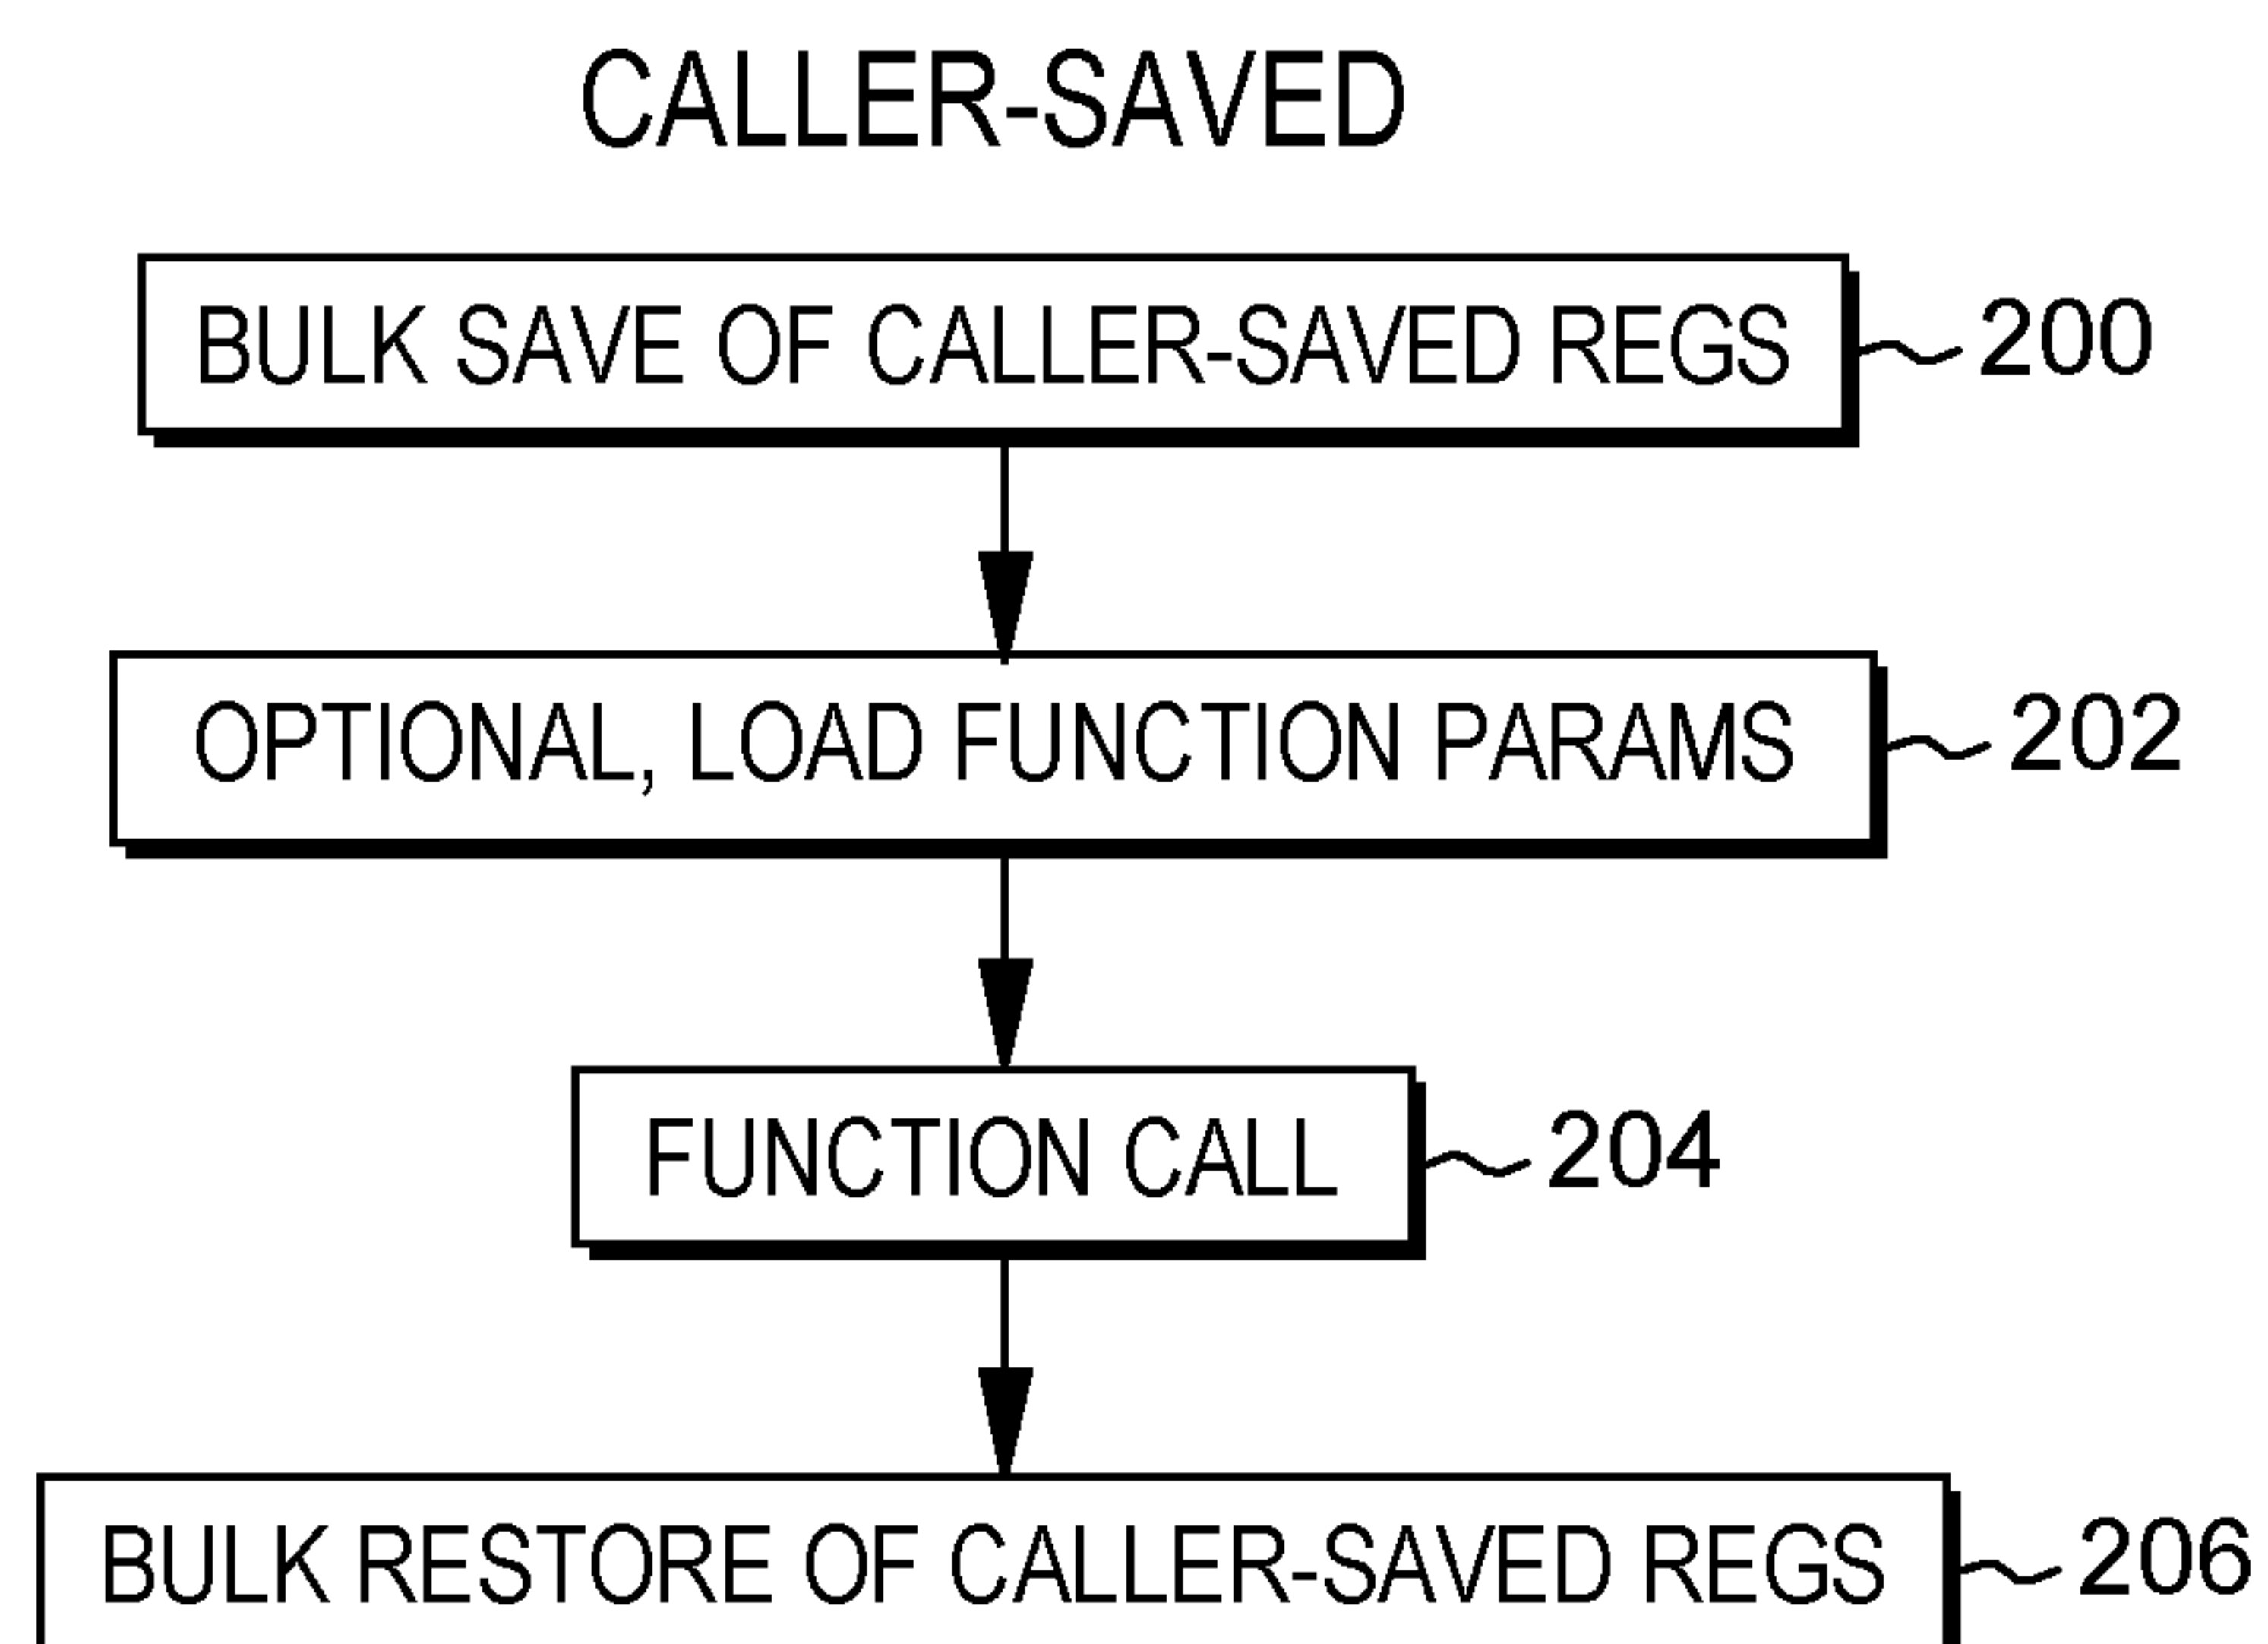 CALLER-SAVED
BULK SAVE OF CALLER-SAVED REGS 200
OPTIONAL, LOAD FUNCTION PARAMS 202
FUNCTION CALL 204
BULK RESTORE OF CALLER-SAVED REGS 206